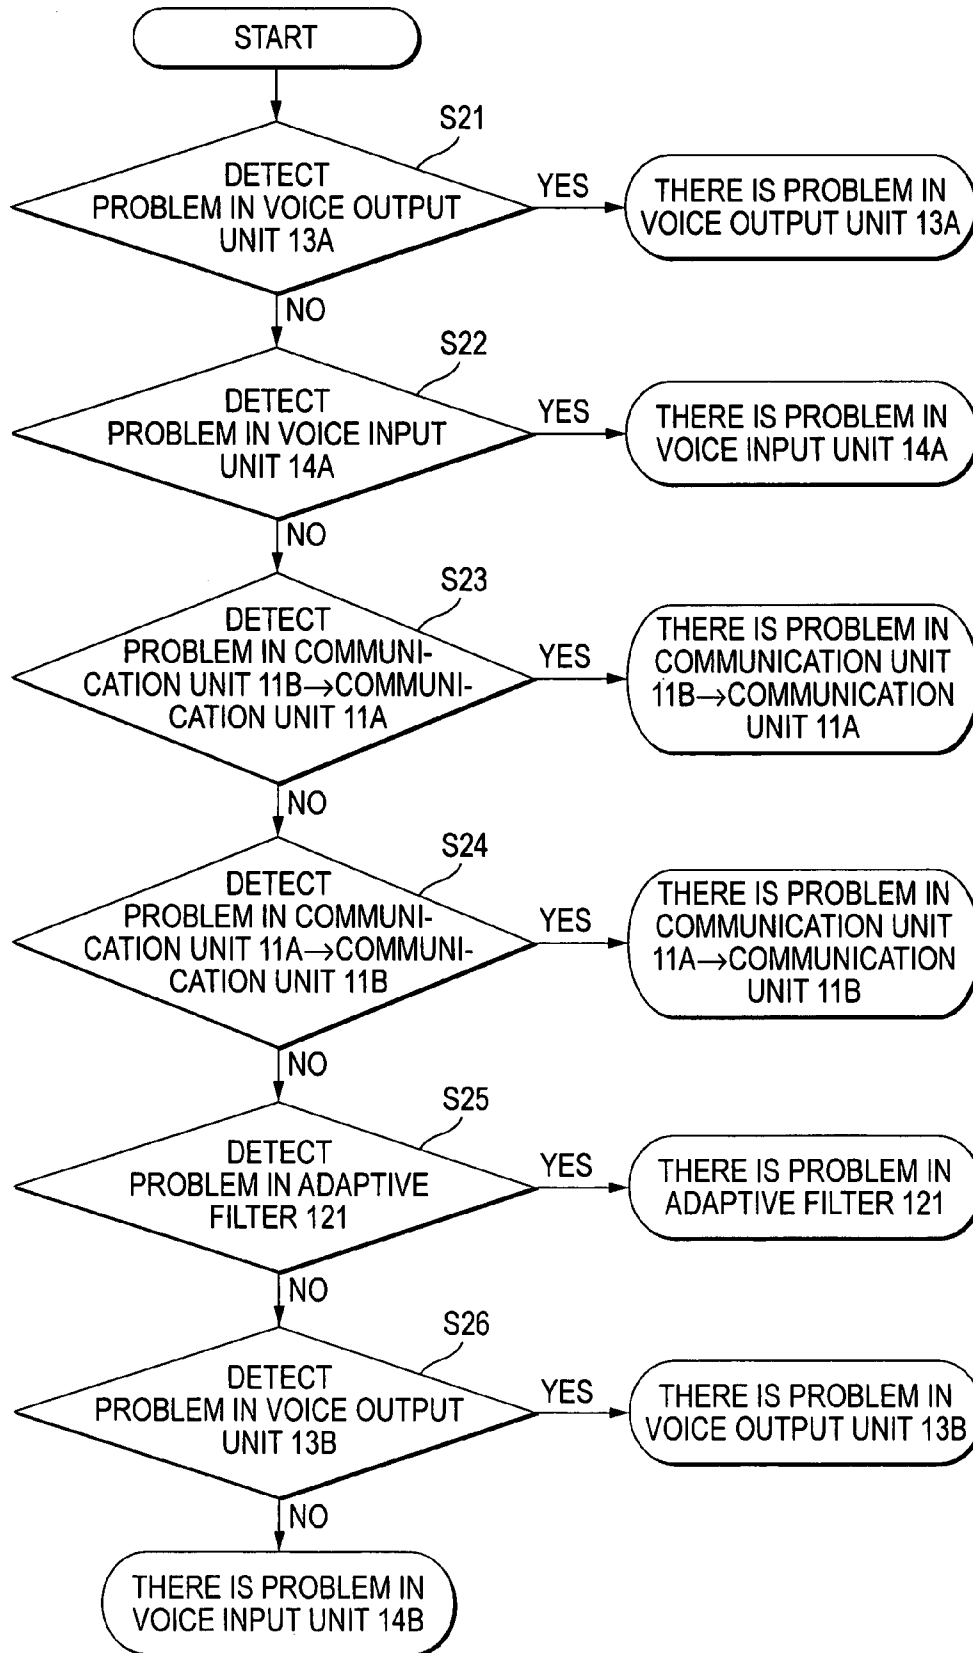 START
S21
DETECT
PROBLEM IN VOICE OUTPUT
UNIT 13A
YES
THERE IS PROBLEM IN
VOICE OUTPUT UNIT 13A
NO
S22
DETECT
PROBLEM IN VOICE INPUT
UNIT 14A
YES
THERE IS PROBLEM IN
VOICE INPUT UNIT 14A
NO
S23
DETECT
PROBLEM IN COMMUNI-
CATION UNIT 11B→COMMUNI-
CATION UNIT 11A
YES
THERE IS PROBLEM IN
COMMUNICATION UNIT
11B→COMMUNICATION
UNIT 11A
NO
S24
DETECT
PROBLEM IN COMMUNI-
CATION UNIT 11A→COMMUNI-
CATION UNIT 11B
YES
THERE IS PROBLEM IN
COMMUNICATION UNIT
11A→COMMUNICATION
UNIT 11B
NO
S25
DETECT
PROBLEM IN ADAPTIVE
FILTER 121
YES
THERE IS PROBLEM IN
ADAPTIVE FILTER 121
NO
S26
DETECT
PROBLEM IN VOICE OUTPUT
UNIT 13B
YES
THERE IS PROBLEM IN
VOICE OUTPUT UNIT 13B
NO
THERE IS PROBLEM IN
VOICE INPUT UNIT 14B